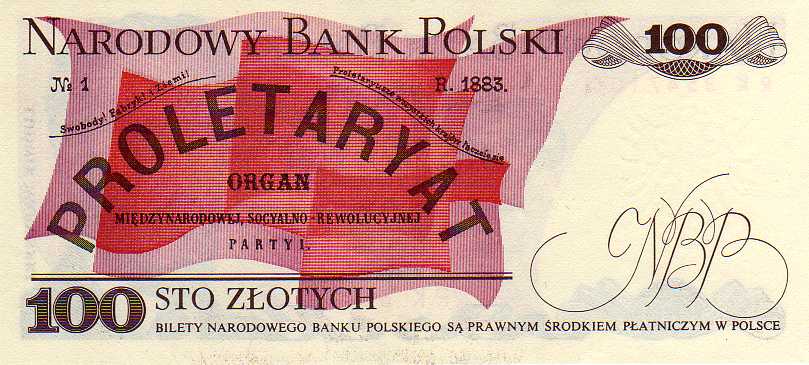 NARODOWY BANK POLSKI
100
№ 1
R. 1883.
Swobody! Fabryk! i Ziemi!
Proletaryusze wszystkich krajów łączcie się
PROLETARYAT
ORGAN
MIĘDZYNARODOWEJ, SOCYALNO-REWOLUCYJNEJ
PARTYI.
NBP
100 STO ZŁOTYCH
BILETY NARODOWEGO BANKU POLSKIEGO SĄ PRAWNYM ŚRODKIEM PŁATNICZYM W POLSCE